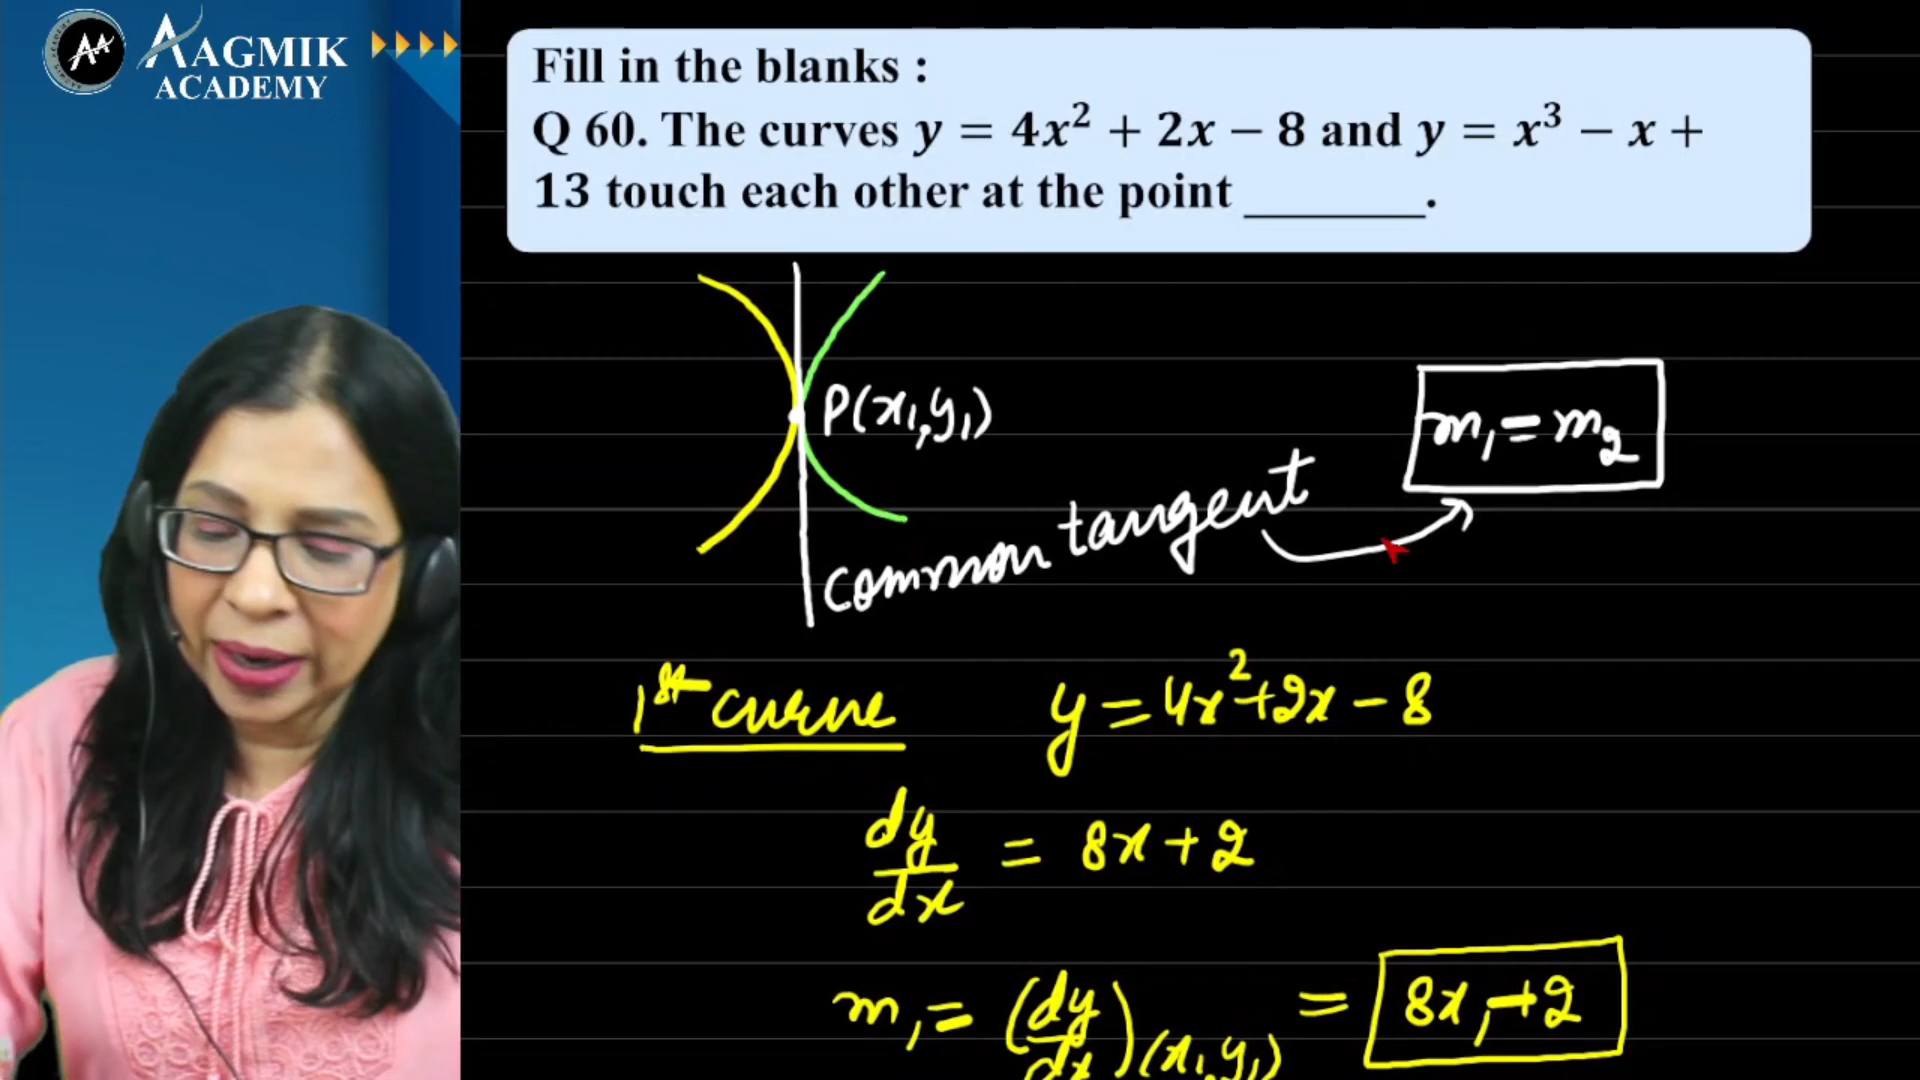 AAGMIK
ACADEMY
Fill in the blanks :
Q 60. The curves y = 4x² + 2x − 8 and y = x³ − x +
13 touch each other at the point _______.
P(x₁,y₁)
m₁ = m₂
common tangent
1st curve y = 4x²+2x−8
dy/dx = 8x+2
m₁ = (dy/dx)(x₁,y₁) = 8x₁+2